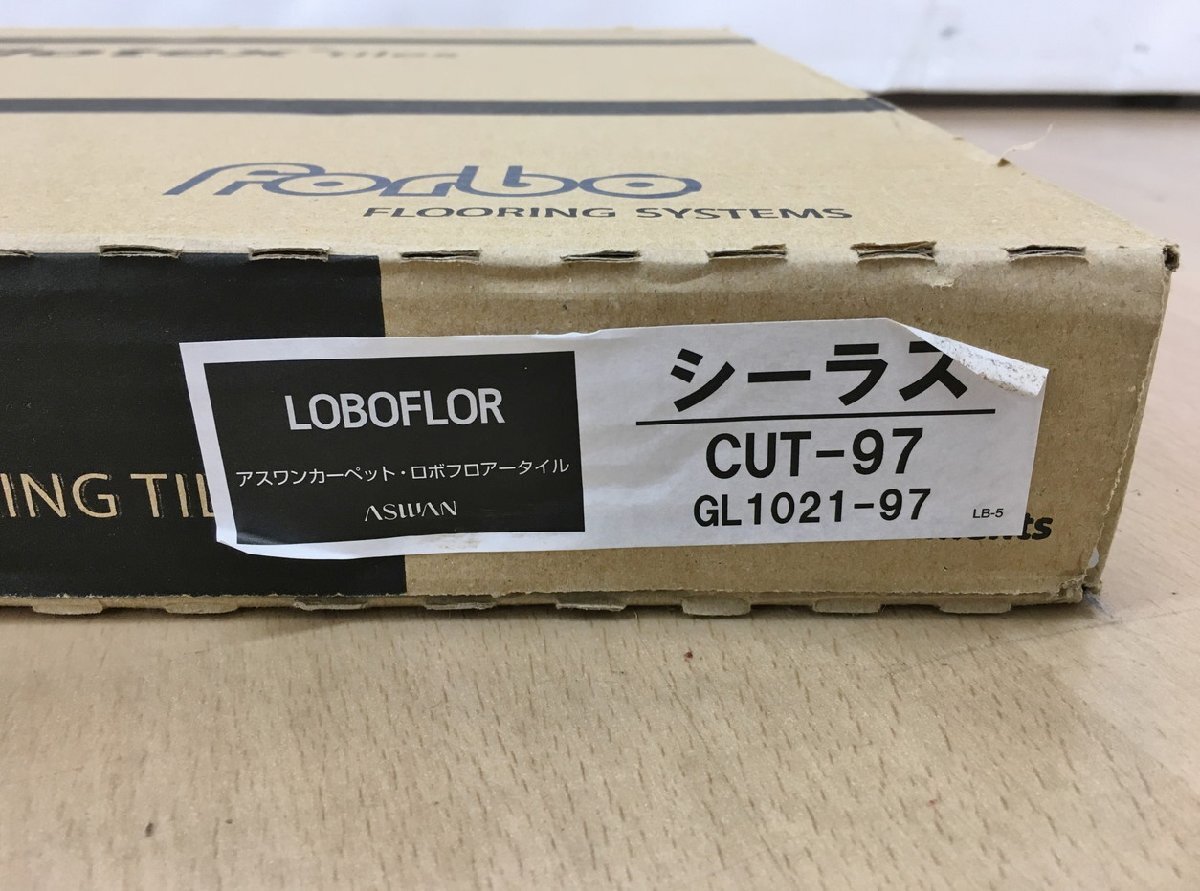 Tiles
Forbo
FLOORING SYSTEMS
LOBOFLOR
アスワンカーペット・ロボフロアータイル
ASWAN
シーラス
CUT-97
GL1021-97
LB-5